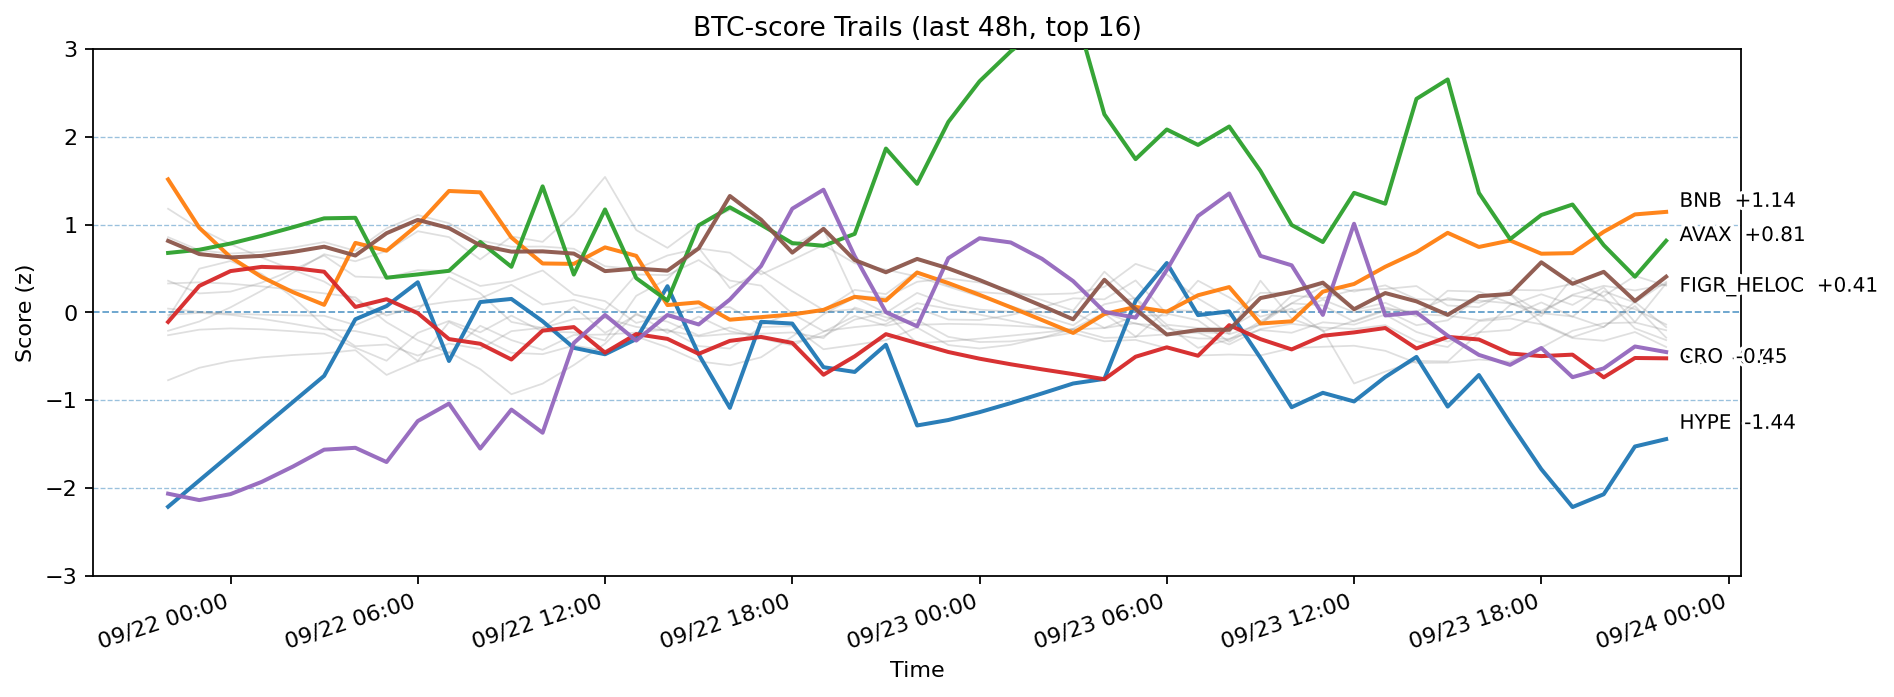 BTC-score Trails (last 48h, top 16)
Score (z)
3
2
1
0
−1
−2
−3
BNB +1.14
AVAX +0.81
FIGR_HELOC +0.41
CRO -0.45
HYPE -1.44
09/22 00:00
09/22 06:00
09/22 12:00
09/22 18:00
09/23 00:00
09/23 06:00
09/23 12:00
09/23 18:00
09/24 00:00
Time